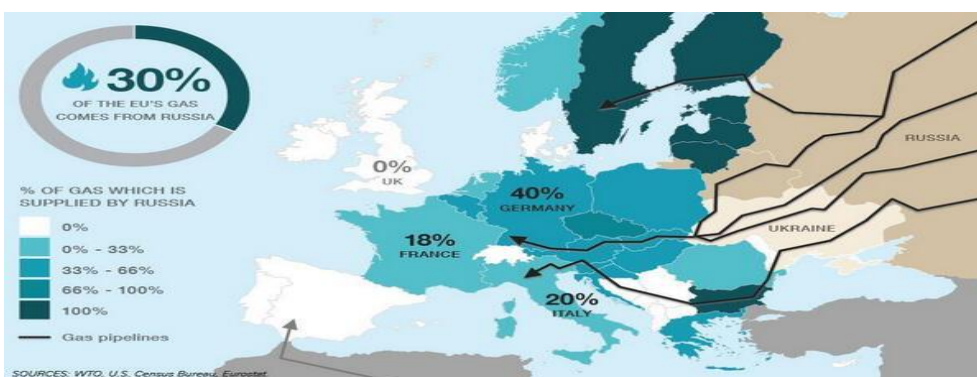 30%
OF THE EU'S GAS
COMES FROM RUSSIA
% OF GAS WHICH IS
SUPPLIED BY RUSSIA
0%
0% - 33%
33% - 66%
66% - 100%
100%
Gas pipelines
0%
UK
40%
GERMANY
18%
FRANCE
20%
ITALY
RUSSIA
UKRAINE
SOURCES: WTO, U.S. Census Bureau, Eurostat